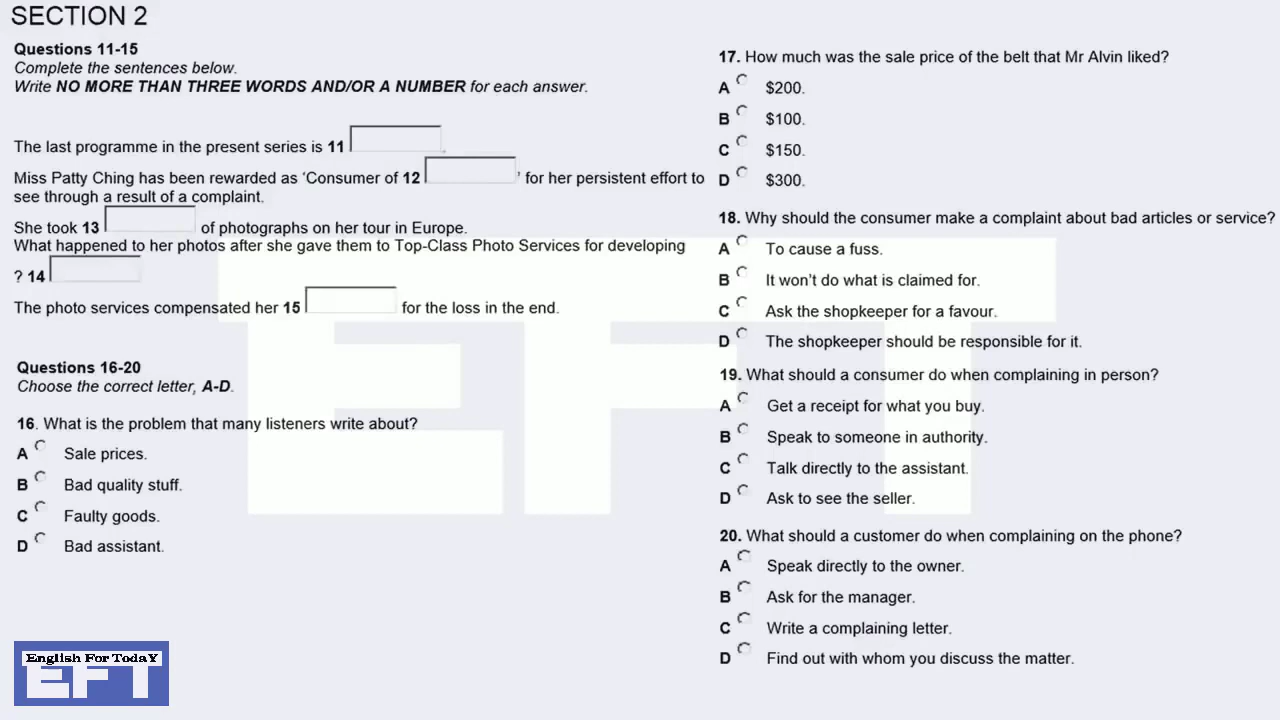 SECTION 2
Questions 11-15
Complete the sentences below.
Write NO MORE THAN THREE WORDS AND/OR A NUMBER for each answer.
The last programme in the present series is 11 .
Miss Patty Ching has been rewarded as ‘Consumer of 12 ’ for her persistent effort to
see through a result of a complaint.
She took 13 of photographs on her tour in Europe.
What happened to her photos after she gave them to Top-Class Photo Services for developing
? 14
The photo services compensated her 15 for the loss in the end.
Questions 16-20
Choose the correct letter, A-D.
16. What is the problem that many listeners write about?
A Sale prices.
B Bad quality stuff.
C Faulty goods.
D Bad assistant.
17. How much was the sale price of the belt that Mr Alvin liked?
A $200.
B $100.
C $150.
D $300.
18. Why should the consumer make a complaint about bad articles or service?
A To cause a fuss.
B It won’t do what is claimed for.
C Ask the shopkeeper for a favour.
D The shopkeeper should be responsible for it.
19. What should a consumer do when complaining in person?
A Get a receipt for what you buy.
B Speak to someone in authority.
C Talk directly to the assistant.
D Ask to see the seller.
20. What should a customer do when complaining on the phone?
A Speak directly to the owner.
B Ask for the manager.
C Write a complaining letter.
D Find out with whom you discuss the matter.
EFT
English For TodaY
EFT